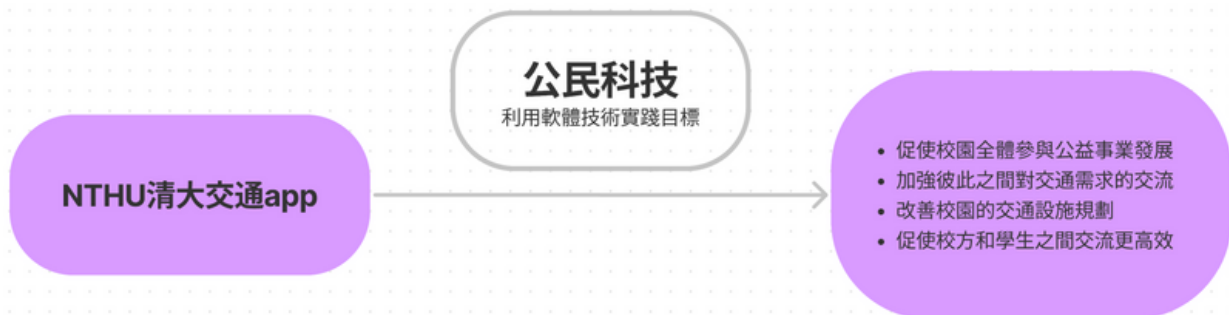 公民科技
利用軟體技術實踐目標
NTHU清大交通app
• 促使校園全體參與公益事業發展
• 加強彼此之間對交通需求的交流
• 改善校園的交通設施規劃
• 促使校方和學生之間交流更高效